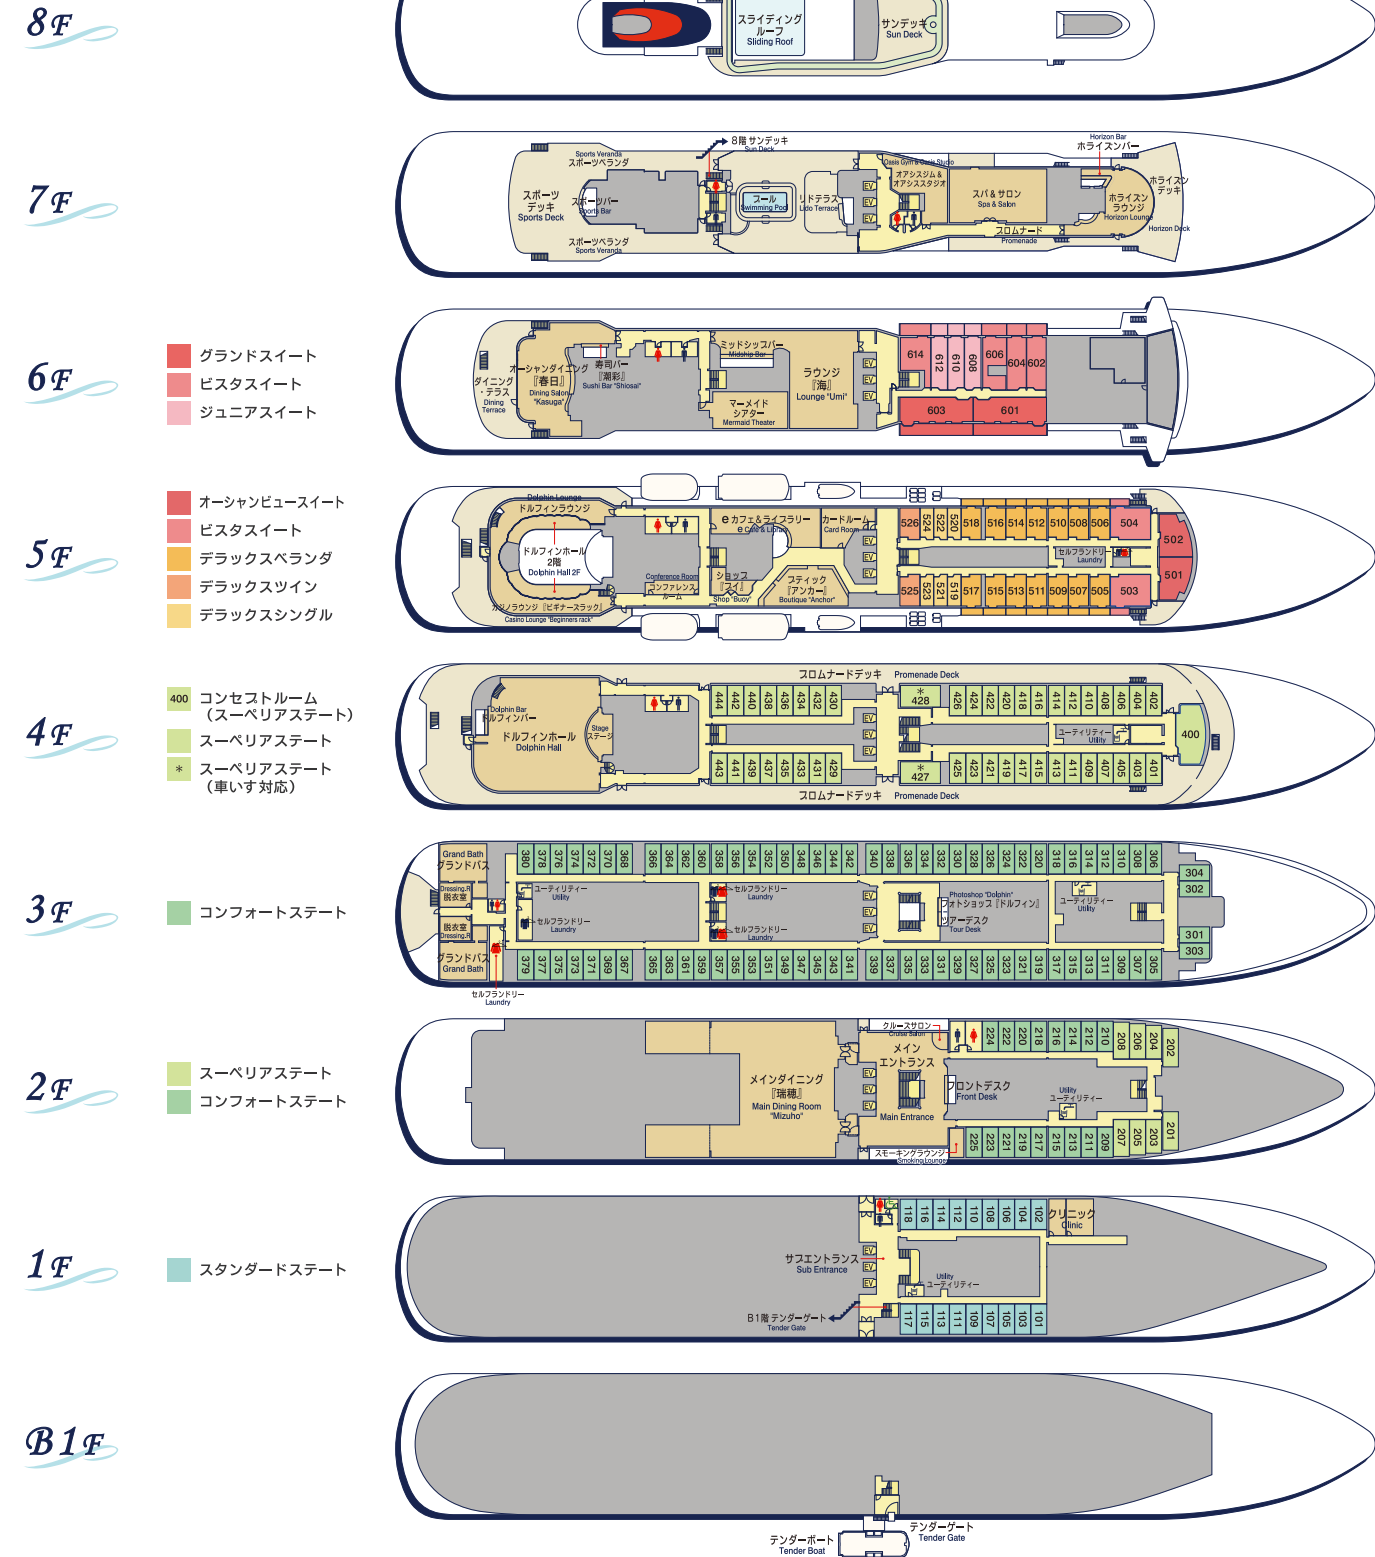 8F
スライディング
ルーフ
Sliding Roof
サンデッキ
Sun Deck
7F
8階 サンデッキ
Sun Deck
Sports Veranda
スポーツベランダ
スポーツ
デッキ
Sports Deck
スポーツバー
Sports Bar
スポーツベランダ
Sports Veranda
プール
Swimming Pool
リドテラス
Lido Terrace
EV
EV
EV
Oasis Gym & Oasis Studio
オアシスジム &
オアシススタジオ
スパ & サロン
Spa & Salon
プロムナード
Promenade
Horizon Bar
ホライズンバー
ホライズン
デッキ
ホライズン
ラウンジ
Horizon Lounge
Horizon Deck
6F
グランドスイート
ビスタスイート
ジュニアスイート
ダイニング
・テラス
Dining
Terrace
オーシャンダイニング
『春日』
Dining Salon
"Kasuga"
寿司バー
『潮彩』
Sushi Bar "Shiosai"
ミッドシップバー
Midship Bar
マーメイド
シアター
Mermaid Theater
ラウンジ
『海』
Lounge "Umi"
EV
EV
EV
614
612
610
608
606
604
602
603
601
5F
オーシャンビュースイート
ビスタスイート
デラックスベランダ
デラックスツイン
デラックスシングル
Dolphin Lounge
ドルフィンラウンジ
ドルフィンホール
2階
Dolphin Hall 2F
カジノラウンジ『ビギナーズラック』
Casino Lounge "Beginners rack"
Conference Room
コンファレンス
ルーム
e カフェ&ライブラリー
e Café & Library
カードルーム
Card Room
ショップ
『ブイ』
Shop "Buoy"
ブティック
『アンカー』
Boutique "Anchor"
EV
EV
EV
526
524
522
520
518
516
514
512
510
508
506
504
セルフランドリー
Laundry
502
501
525
523
521
519
517
515
513
511
509
507
505
503
4F
400
コンセプトルーム
(スーペリアステート)
スーペリアステート
*
スーペリアステート
(車いす対応)
プロムナードデッキ Promenade Deck
Dolphin Bar
ドルフィンバー
ドルフィンホール
Dolphin Hall
Stage
ステージ
444
442
440
438
436
434
432
430
*
428
426
424
422
420
418
416
414
412
410
408
406
404
402
EV
EV
EV
ユーティリティー
Utility
400
443
441
439
437
435
433
431
429
*
427
425
423
421
419
417
415
413
411
409
407
405
403
401
プロムナードデッキ Promenade Deck
3F
コンフォートステート
Grand Bath
グランドバス
Dressing.R
脱衣室
脱衣室
Dressing.R
グランドバス
Grand Bath
セルフランドリー
Laundry
380
378
376
374
372
370
368
366
364
362
360
358
356
354
352
350
348
346
344
342
340
338
336
334
332
330
328
326
324
322
320
318
316
314
312
310
308
306
304
302
ユーティリティー
Utility
セルフランドリー
Laundry
セルフランドリー
Laundry
セルフランドリー
Laundry
EV
EV
EV
Photoshop "Dolphin"
フォトショップ『ドルフィン』
ツアーデスク
Tour Desk
ユーティリティー
Utility
301
303
379
377
375
373
371
369
367
365
363
361
359
357
355
353
351
349
347
345
343
341
339
337
335
333
331
329
327
325
323
321
319
317
315
313
311
309
307
305
2F
スーペリアステート
コンフォートステート
メインダイニング
『瑞穂』
Main Dining Room
"Mizuho"
クルーズサロン
Cruise Salon
メイン
エントランス
Main Entrance
EV
EV
EV
フロントデスク
Front Desk
スモーキングラウンジ
Smoking Lounge
224
222
220
218
216
214
212
210
208
206
204
202
Utility
ユーティリティー
225
223
221
219
217
215
213
211
209
207
205
203
201
1F
スタンダードステート
サブエントランス
Sub Entrance
EV
EV
EV
B1階 テンダーゲート
Tender Gate
118
116
114
112
110
108
106
104
102
クリニック
Clinic
Utility
ユーティリティー
117
115
113
111
109
107
105
103
101
B1F
テンダーボート
Tender Boat
テンダーゲート
Tender Gate